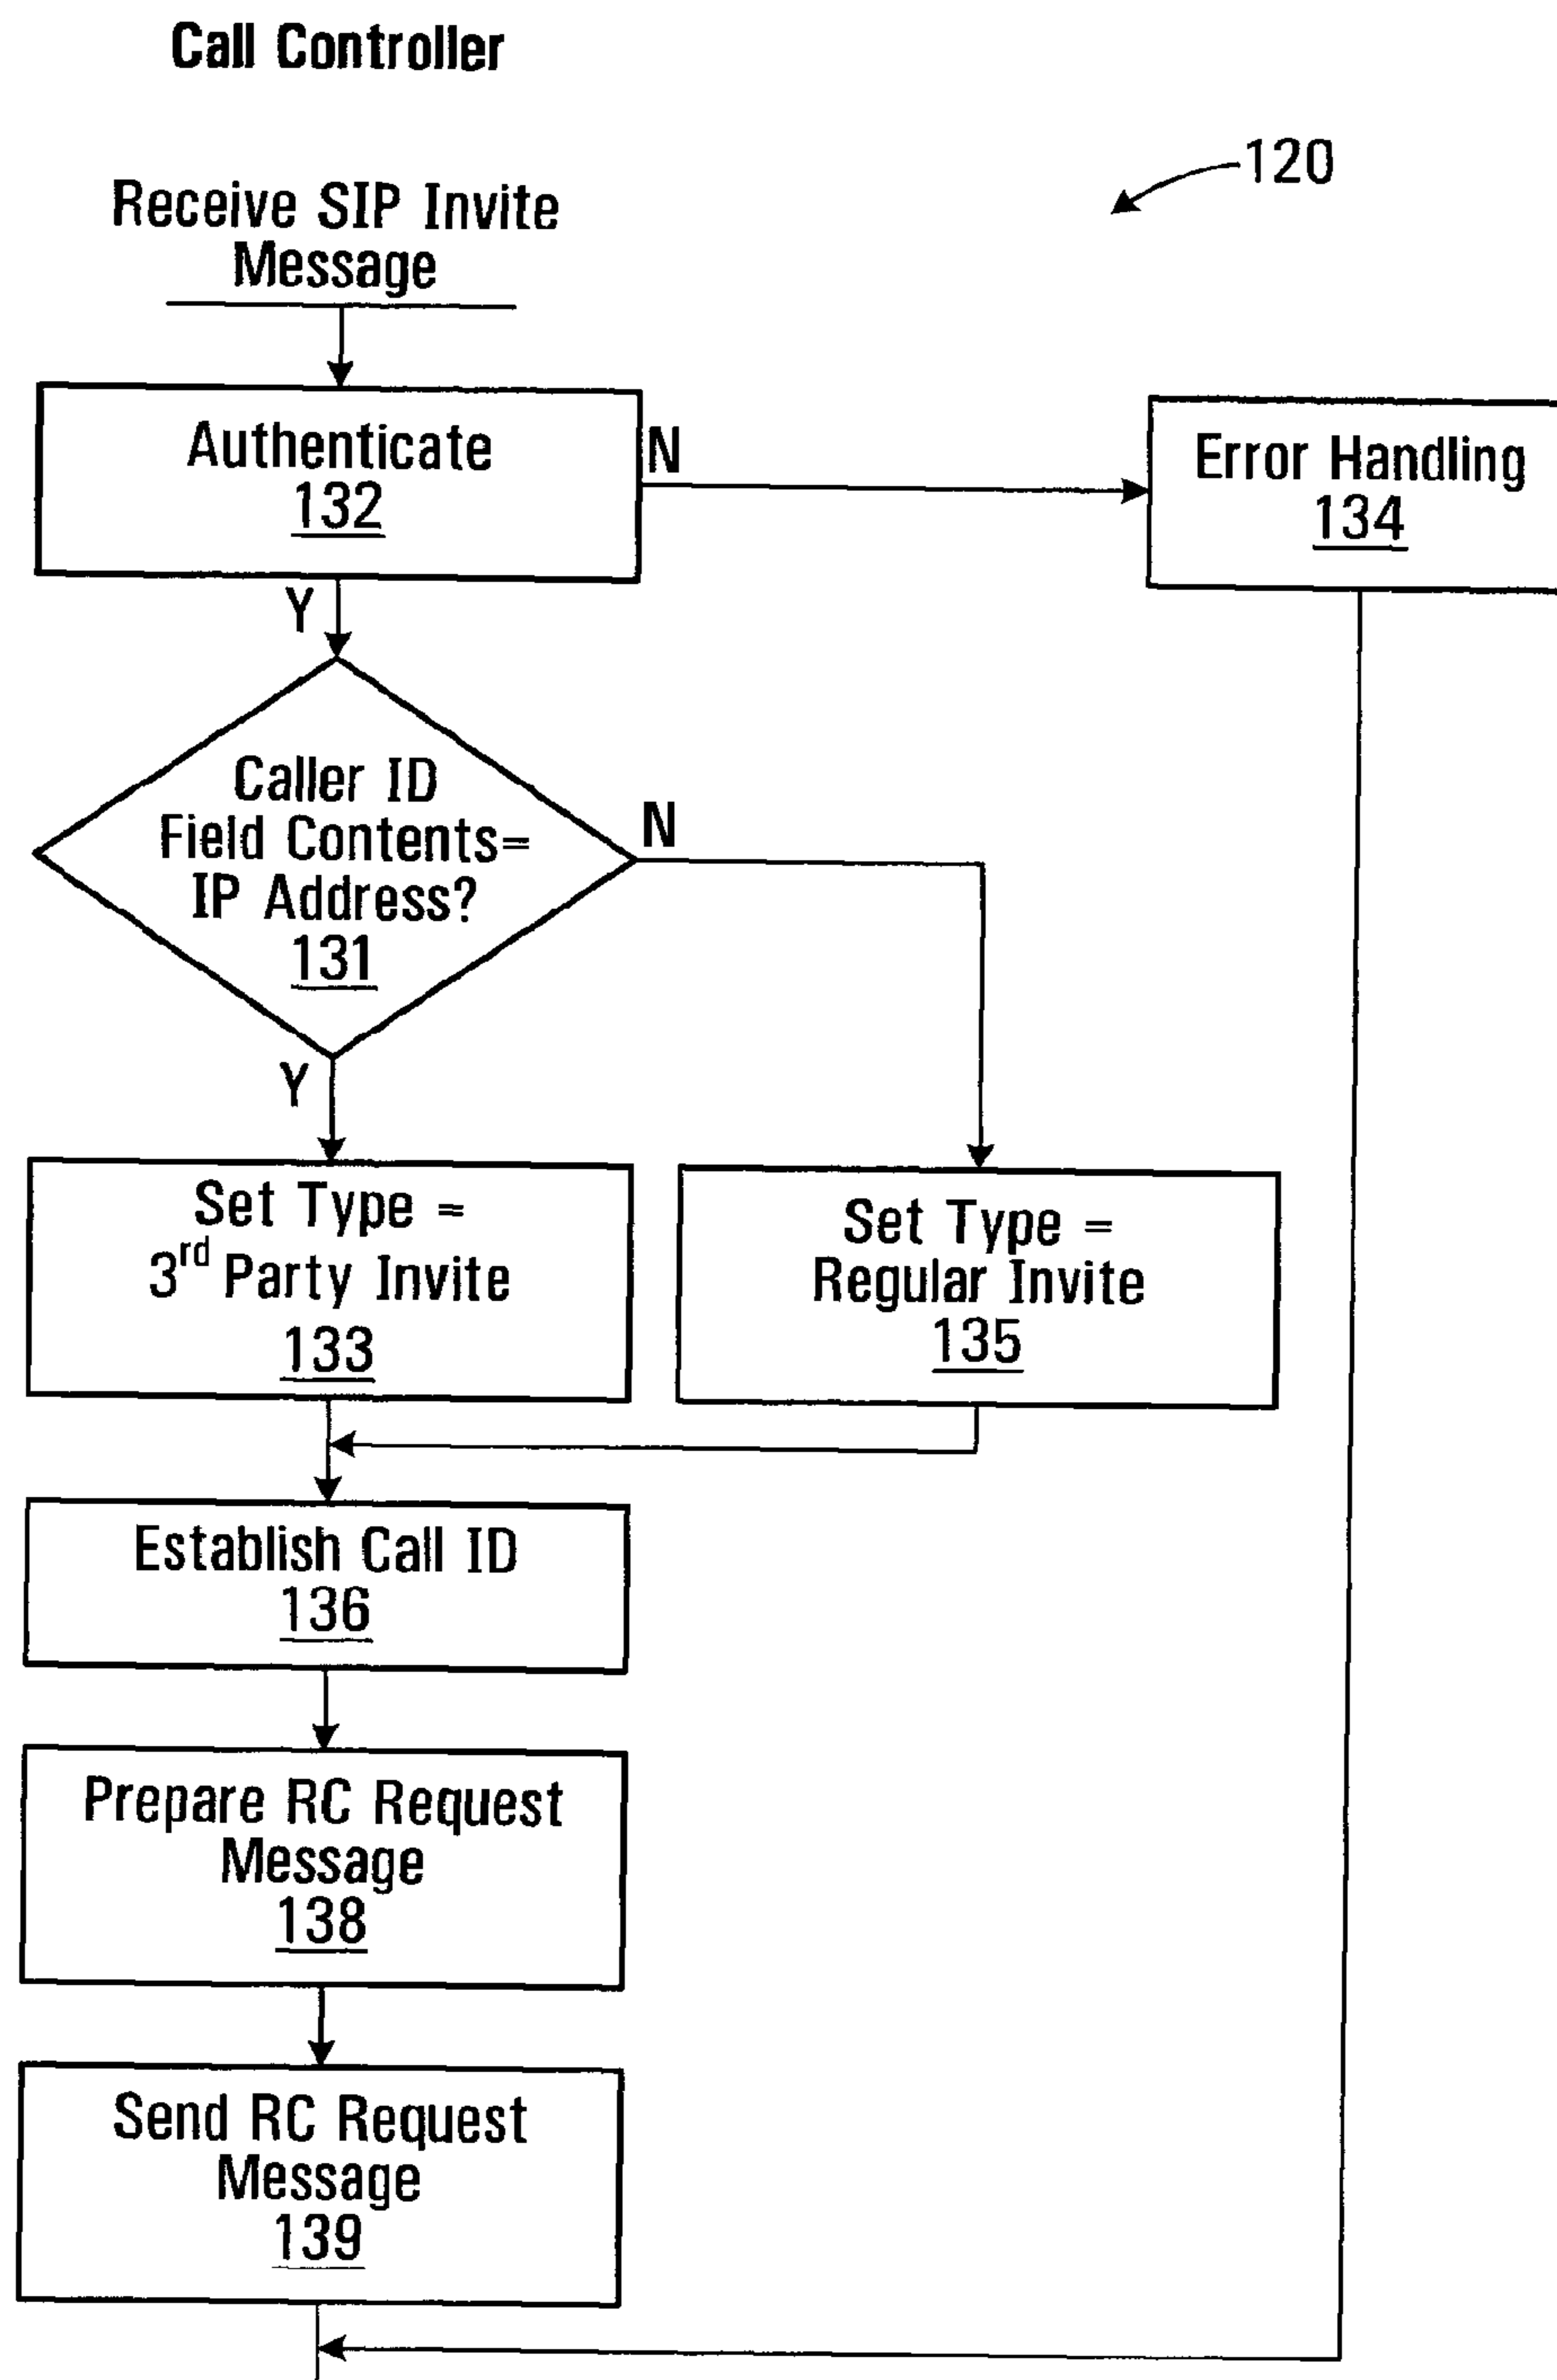 Call Controller
120
Receive SIP Invite
Message
Authenticate
132
N
Error Handling
134
Y
Caller ID
Field Contents=
IP Address?
131
N
Y
Set Type =
3rd Party Invite
133
Set Type =
Regular Invite
135
Establish Call ID
136
Prepare RC Request
Message
138
Send RC Request
Message
139